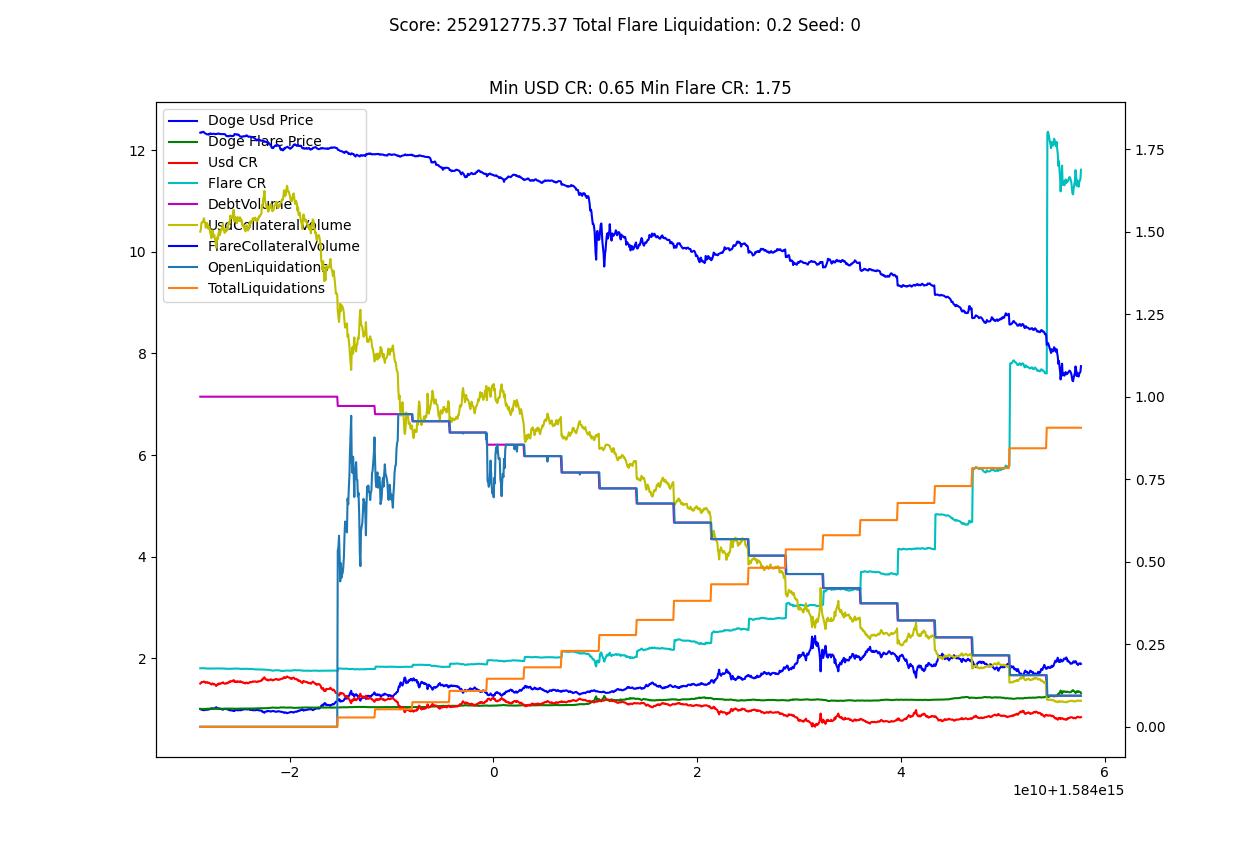 Score: 252912775.37 Total Flare Liquidation: 0.2 Seed: 0
Min USD CR: 0.65 Min Flare CR: 1.75
Doge Usd Price
Doge Flare Price
Usd CR
Flare CR
DebtVolume
UsdCollateralVolume
FlareCollateralVolume
OpenLiquidations
TotalLiquidations
12
10
8
6
4
2
1.75
1.50
1.25
1.00
0.75
0.50
0.25
0.00
−2
0
2
4
6
1e10+1.584e15